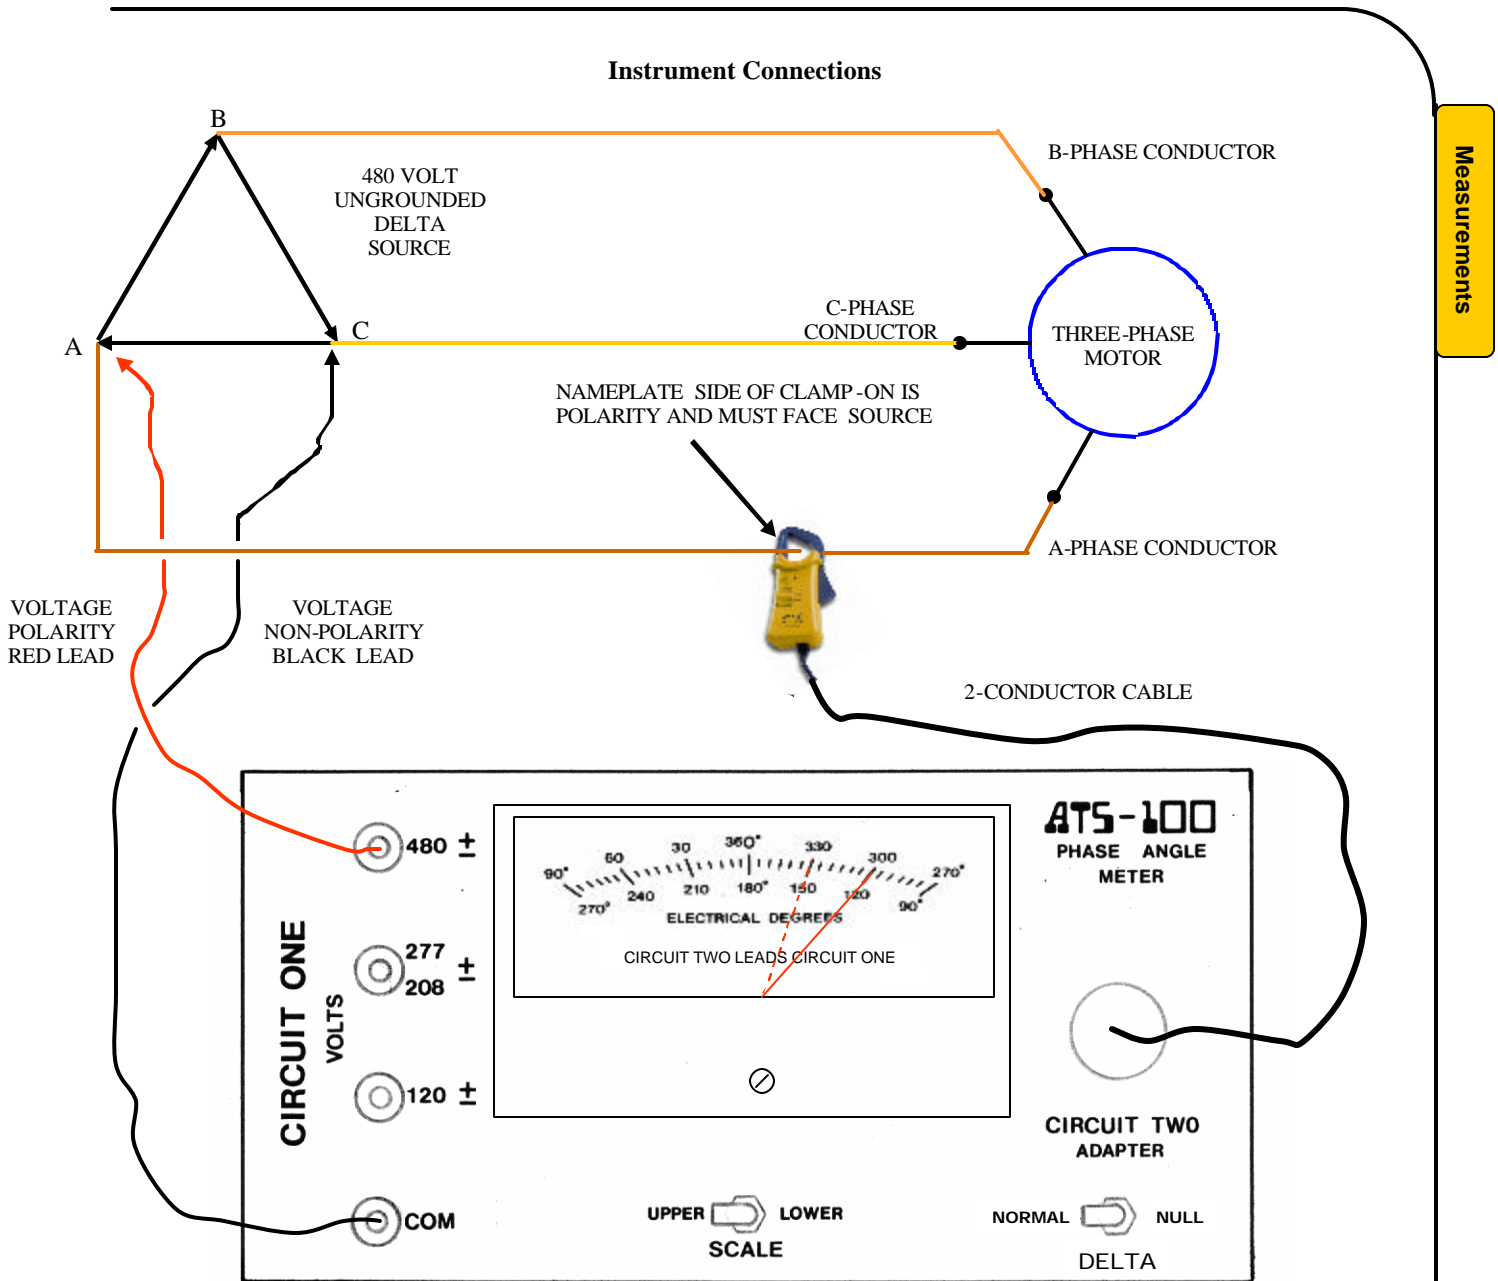 Instrument Connections
Measurements
B
B-PHASE CONDUCTOR
480 VOLT
UNGROUNDED
DELTA
SOURCE
C-PHASE
CONDUCTOR
THREE-PHASE
MOTOR
A
C
NAMEPLATE SIDE OF CLAMP-ON IS
POLARITY AND MUST FACE SOURCE
A-PHASE CONDUCTOR
VOLTAGE
POLARITY
RED LEAD
VOLTAGE
NON-POLARITY
BLACK LEAD
2-CONDUCTOR CABLE
ATS-100
PHASE ANGLE
METER
480 ±
277
208 ±
120 ±
COM
CIRCUIT ONE
VOLTS
90° 60 30 360° 330 300 270°
270° 240 210 180° 150 120 90°
ELECTRICAL DEGREES
CIRCUIT TWO LEADS CIRCUIT ONE
CIRCUIT TWO
ADAPTER
UPPER LOWER
SCALE
NORMAL NULL
DELTA